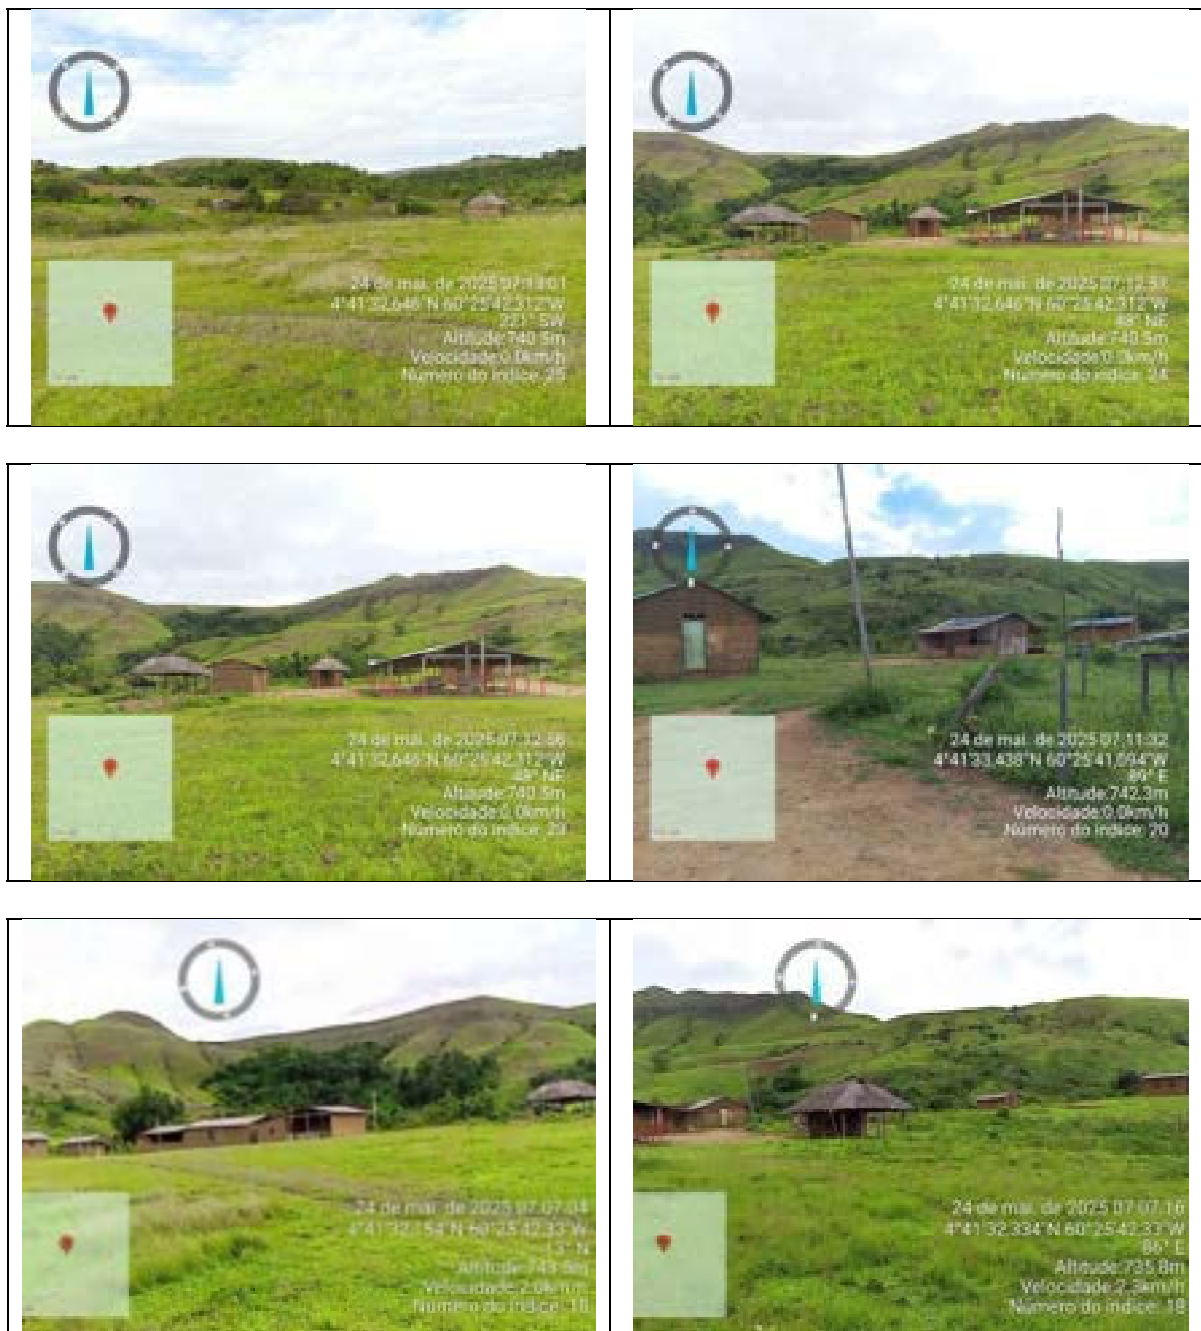 24 de mai. de 2025 07:13:01
4°41'32,646"N 60°25'42,312"W
SW
Altitude:740.5m
Velocidade:0.0km/h
Número do índice: 25
24 de mai. de 2025 07:12:57
4°41'32,646"N 60°25'42,312"W
48° NE
Altitude:740.5m
Velocidade:0.0km/h
Número do índice: 24
24 de mai. de 2025 07:12:56
4°41'32,646"N 60°25'42,312"W
48° NE
Altitude:740.5m
Velocidade:0.0km/h
Número do índice: 23
24 de mai. de 2025 07:11:32
4°41'33,438"N 60°25'41,094"W
89° E
Altitude:742.3m
Velocidade:0.0km/h
Número do índice: 20
24 de mai. de 2025 07:07:04
60°25'42,33"W
N
Velocidade:2.0km/h
Número do índice:
24 de mai. de 2025 07:07:16
4°41'32,334"N 60°25'42,33"W
86° E
Altitude:735.8m
Velocidade:2.3km/h
Número do índice: 18